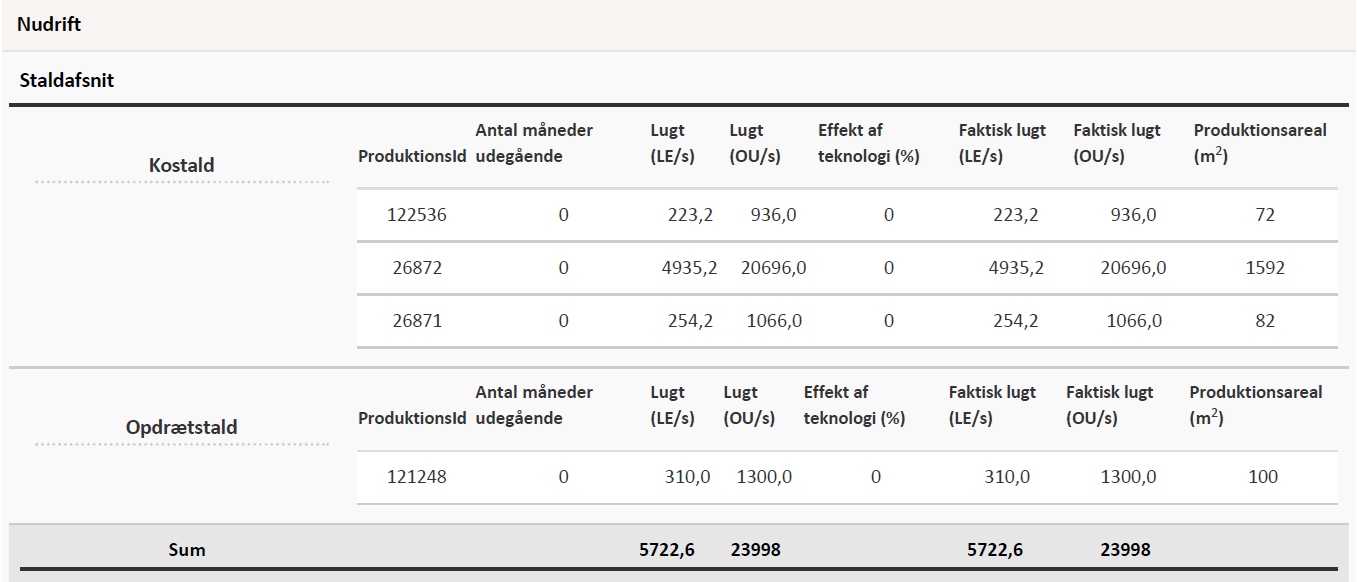 Nudrift
Staldafsnit
Kostald
ProduktionsId Antal måneder udegående Lugt (LE/s) Lugt (OU/s) Effekt af teknologi (%) Faktisk lugt (LE/s) Faktisk lugt (OU/s) Produktionsareal (m²)
122536 0 223,2 936,0 0 223,2 936,0 72
26872 0 4935,2 20696,0 0 4935,2 20696,0 1592
26871 0 254,2 1066,0 0 254,2 1066,0 82
Opdrætstald
ProduktionsId Antal måneder udegående Lugt (LE/s) Lugt (OU/s) Effekt af teknologi (%) Faktisk lugt (LE/s) Faktisk lugt (OU/s) Produktionsareal (m²)
121248 0 310,0 1300,0 0 310,0 1300,0 100
Sum 5722,6 23998 5722,6 23998